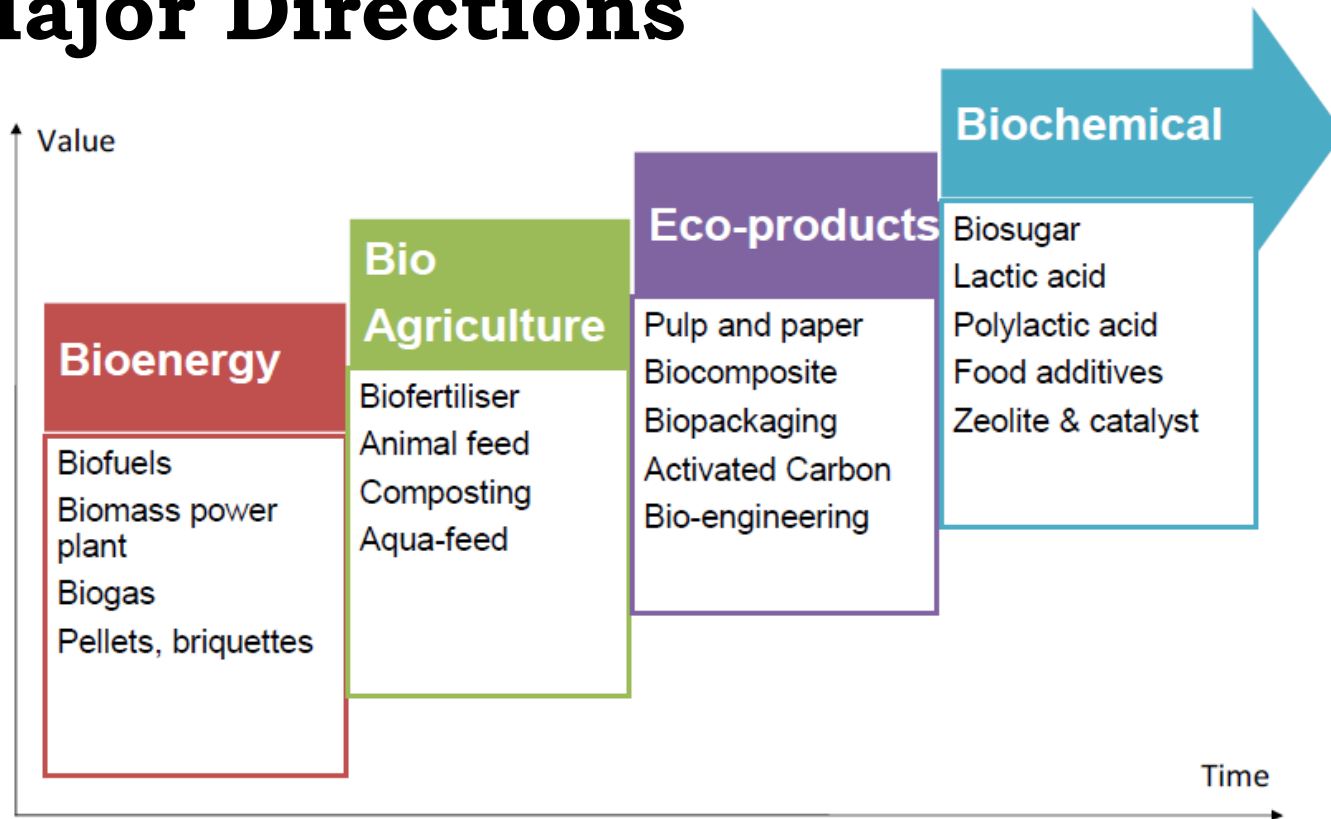 ajor Directions
Value
Bioenergy
Biofuels
Biomass power
plant
Biogas
Pellets, briquettes
Bio
Agriculture
Biofertiliser
Animal feed
Composting
Aqua-feed
Eco-products
Pulp and paper
Biocomposite
Biopackaging
Activated Carbon
Bio-engineering
Biochemical
Biosugar
Lactic acid
Polylactic acid
Food additives
Zeolite & catalyst
Time